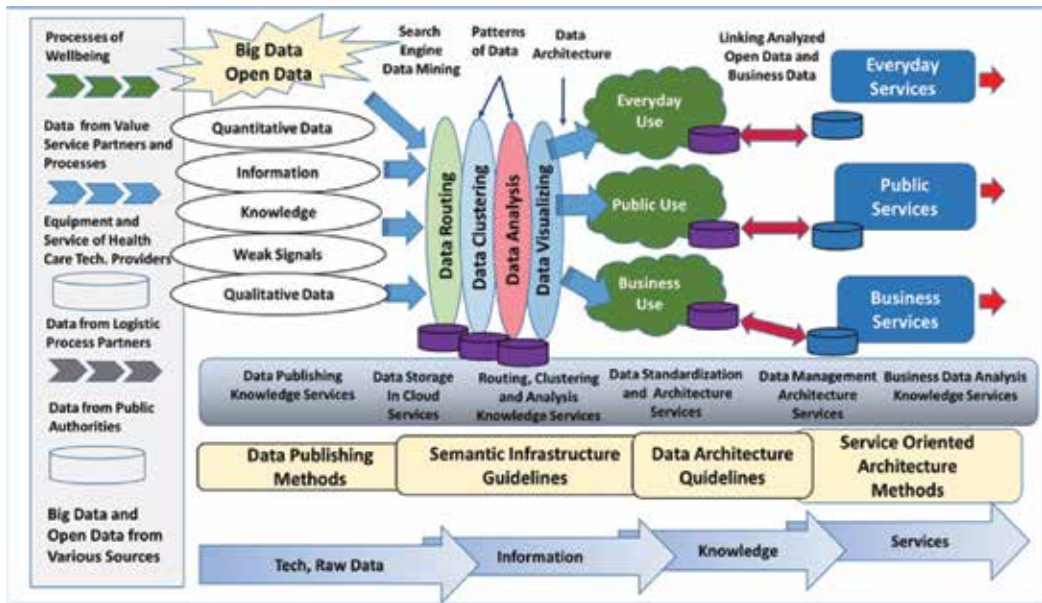 Processes of
Wellbeing
Data from Value
Service Partners and
Processes
Equipment and
Service of Health
Care Tech. Providers
Data from Logistic
Process Partners
Data from Public
Authorities
Big Data and
Open Data from
Various Sources
Big Data
Open Data
Quantitative Data
Information
Knowledge
Weak Signals
Qualitative Data
Search
Engine
Data Mining
Patterns
of Data
Data
Architecture
Linking Analyzed
Open Data and
Business Data
Data Routing
Data Clustering
Data Analysis
Data Visualizing
Everyday
Use
Public Use
Business
Use
Everyday
Services
Public
Services
Business
Services
Data Publishing
Knowledge Services
Data Storage
In Cloud
Services
Routing, Clustering
and Analysis
Knowledge Services
Data Standardization
and Architecture
Services
Data Management
Architecture
Services
Business Data Analysis
Knowledge Services
Data Publishing
Methods
Semantic Infrastructure
Guidelines
Data Architecture
Quidelines
Service Oriented
Architecture
Methods
Tech, Raw Data
Information
Knowledge
Services